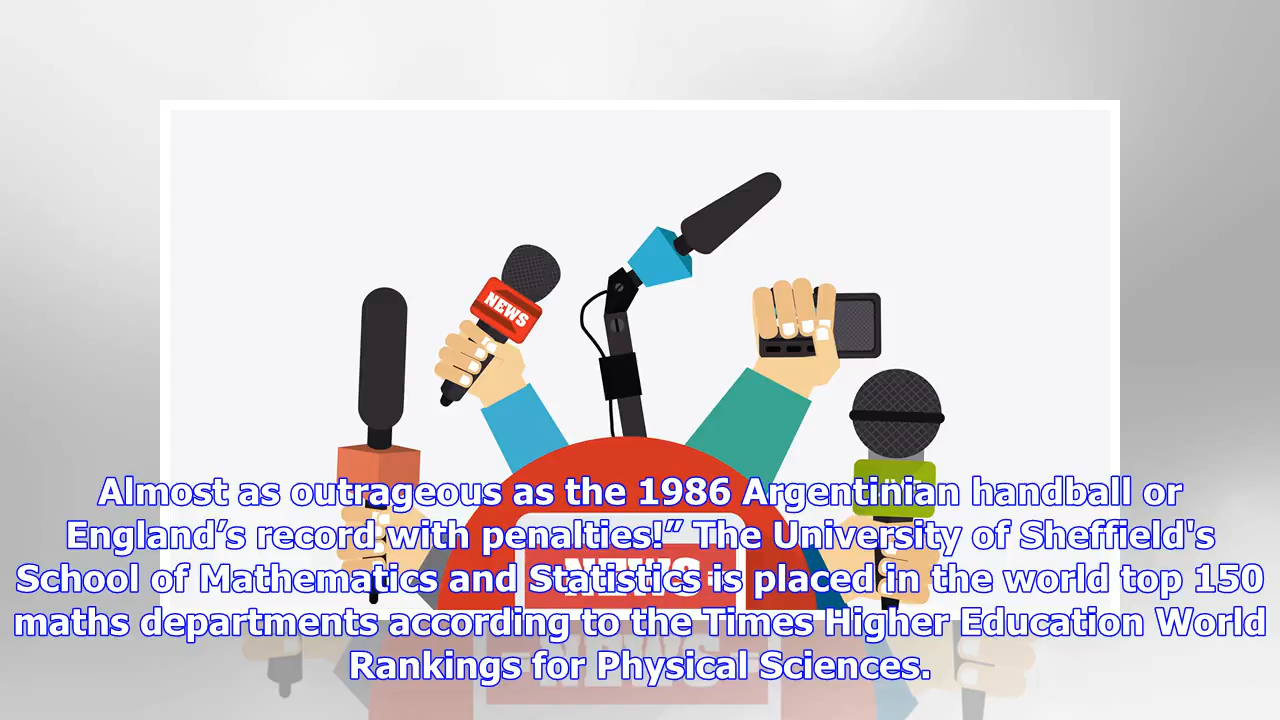 NEWS
Almost as outrageous as the 1986 Argentinian handball or
England’s record with penalties!” The University of Sheffield's
School of Mathematics and Statistics is placed in the world top 150
maths departments according to the Times Higher Education World
Rankings for Physical Sciences.
NEWS
NEWS